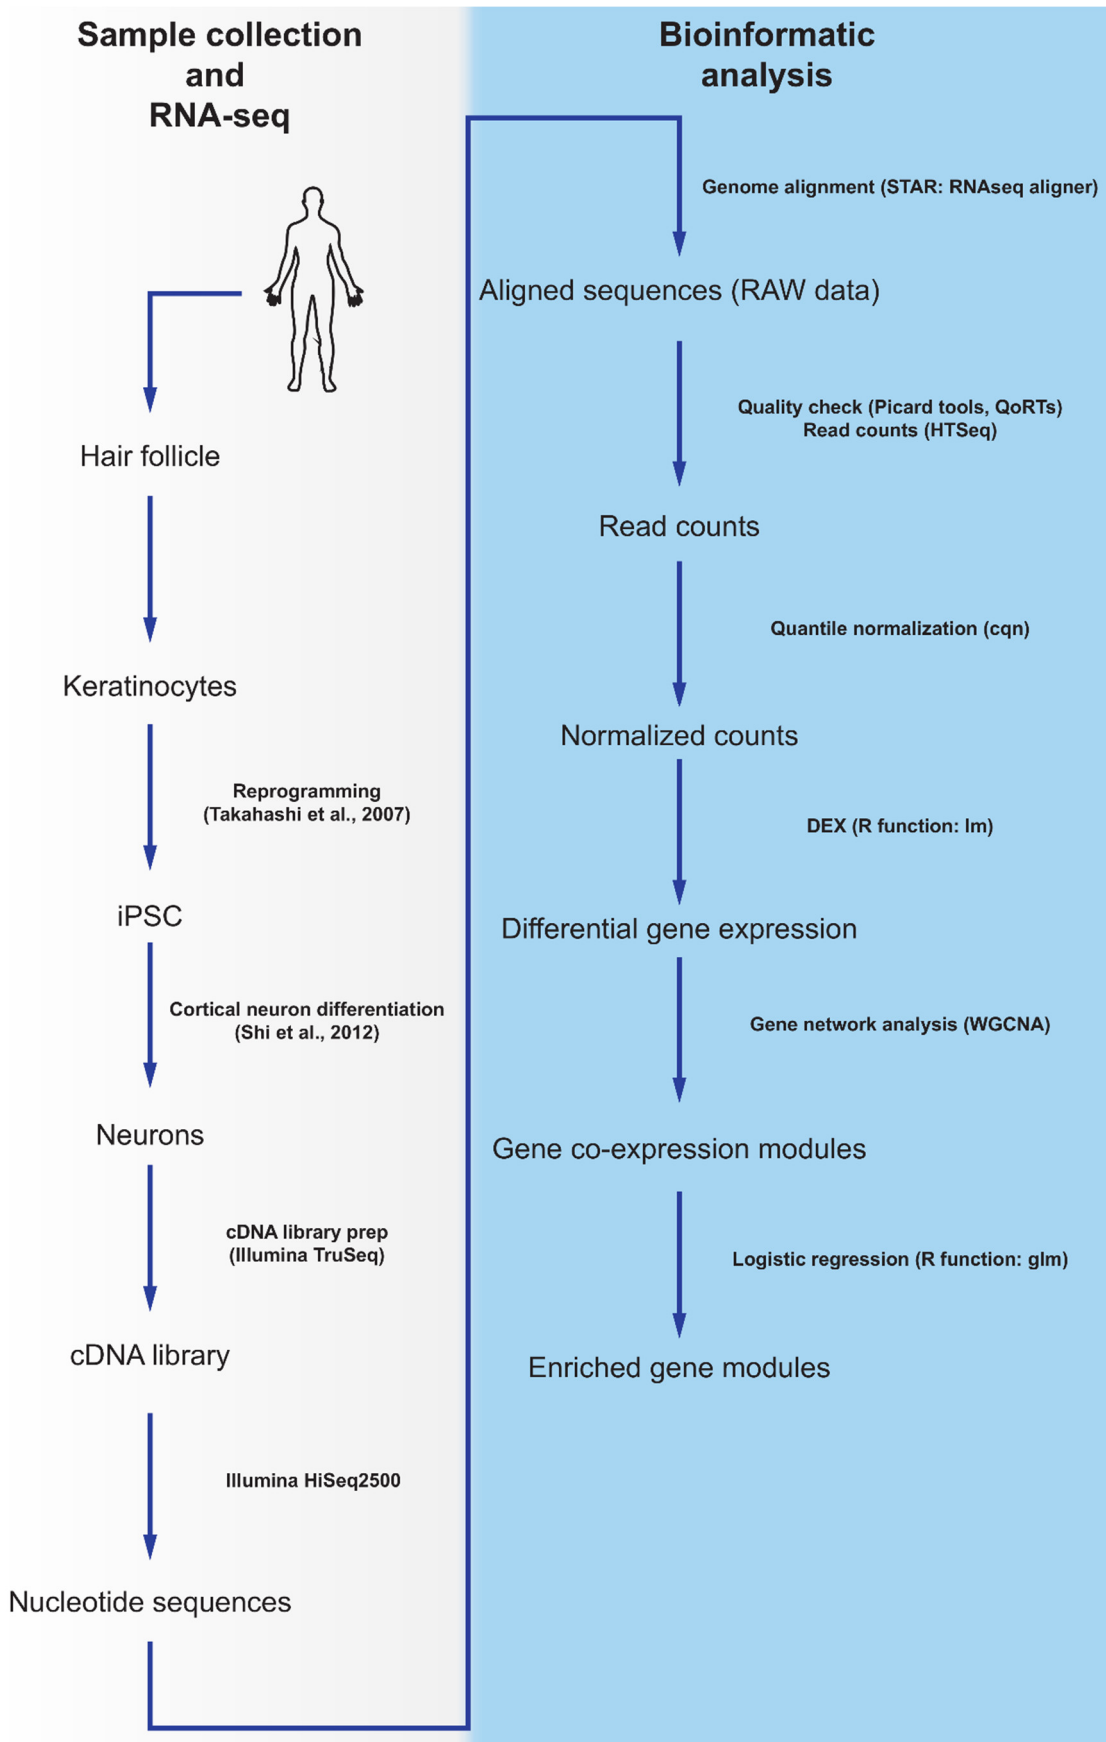 Sample collection
and
RNA-seq
Hair follicle
Keratinocytes
Reprogramming
(Takahashi et al., 2007)
iPSC
Cortical neuron differentiation
(Shi et al., 2012)
Neurons
cDNA library prep
(Illumina TruSeq)
cDNA library
Illumina HiSeq2500
Nucleotide sequences
Bioinformatic
analysis
Genome alignment (STAR: RNAseq aligner)
Aligned sequences (RAW data)
Quality check (Picard tools, QoRTs)
Read counts (HTSeq)
Read counts
Quantile normalization (cqn)
Normalized counts
DEX (R function: lm)
Differential gene expression
Gene network analysis (WGCNA)
Gene co-expression modules
Logistic regression (R function: glm)
Enriched gene modules